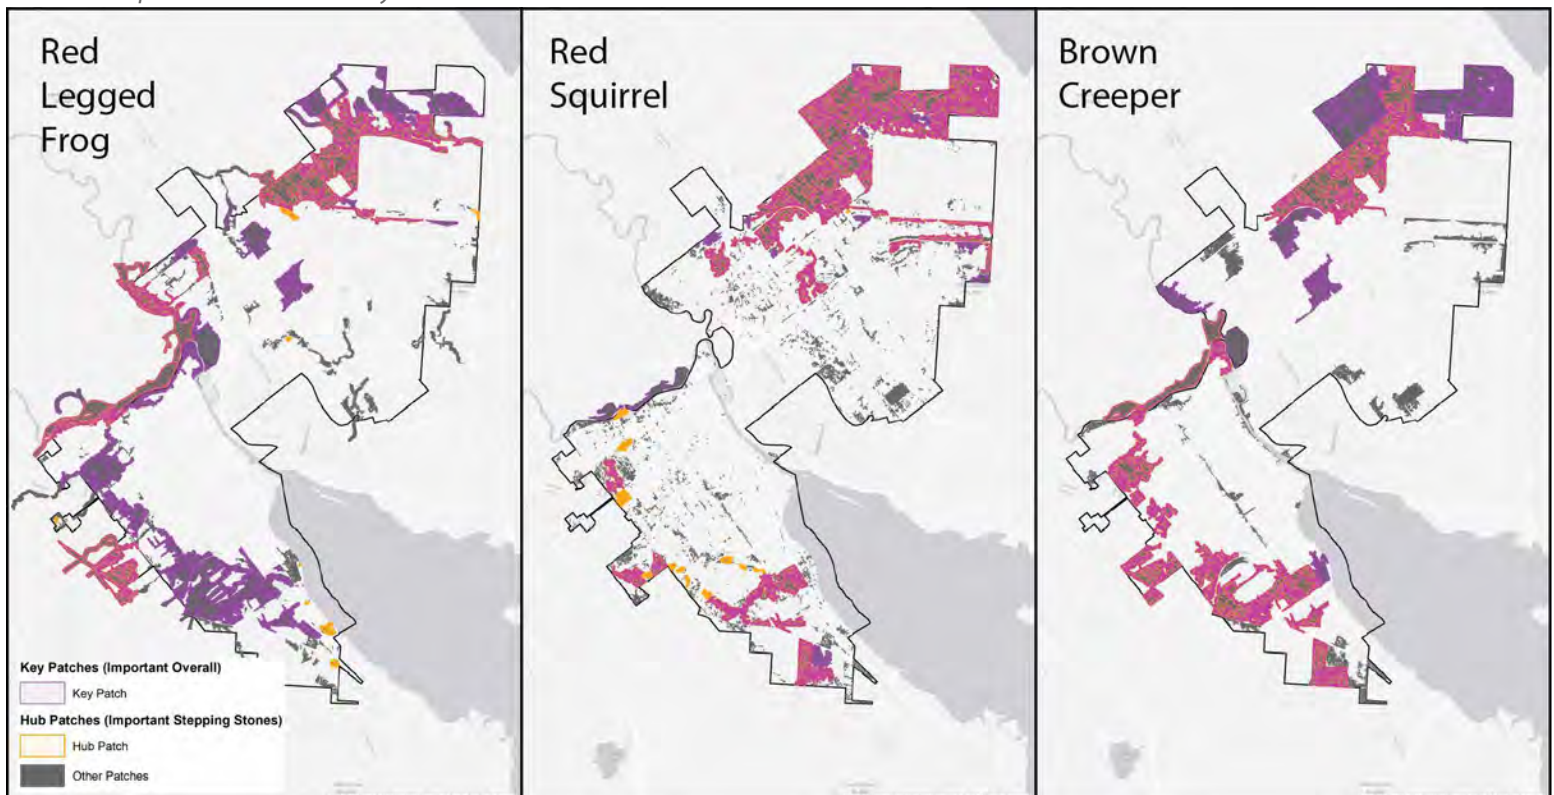 Red
Legged
Frog
Red
Squirrel
Brown
Creeper
Key Patches (Important Overall)
Key Patch
Hub Patches (Important Stepping Stones)
Hub Patch
Other Patches